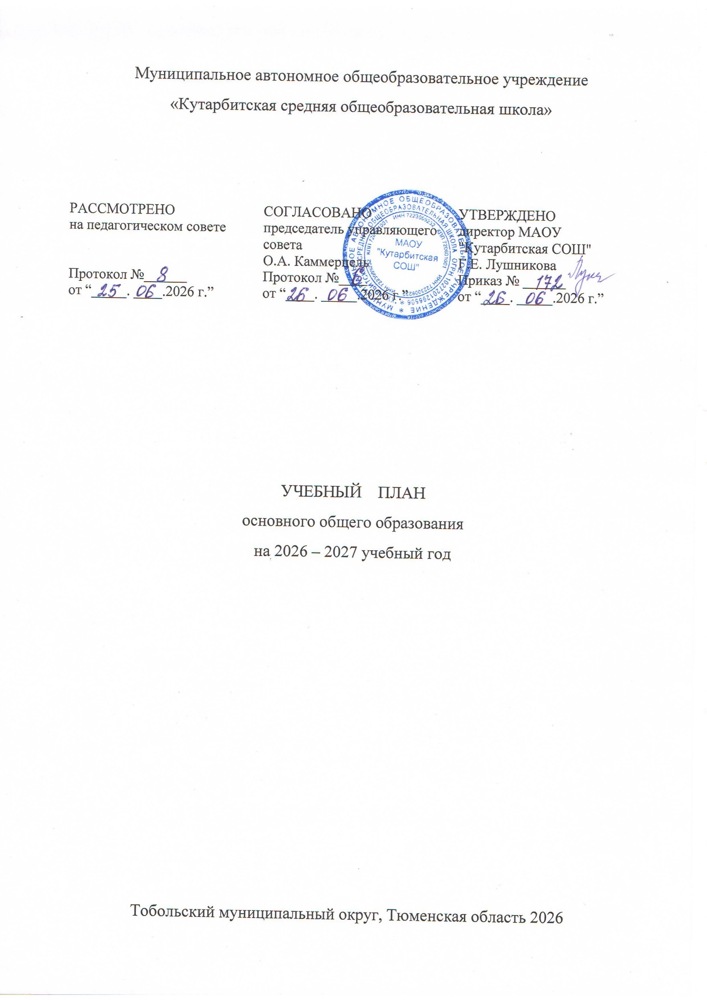 Муниципальное автономное общеобразовательное учреждение
«Кутарбитская средняя общеобразовательная школа»
РАССМОТРЕНО
на педагогическом совете
Протокол № 8
от “ 25 . 06 .2026 г.”
СОГЛАСОВАНО
председатель управляющего
совета
О.А. Каммерцель
Протокол № 6
от “ 26 . 06 .2026 г.”
УТВЕРЖДЕНО
директор МАОУ
"Кутарбитская СОШ"
Г.Е. Лушникова
Приказ № 172
от “ 26 . 06 .2026 г.”
МАОУ
"Кутарбитская
СОШ"
УЧЕБНЫЙ ПЛАН
основного общего образования
на 2026 – 2027 учебный год
Тобольский муниципальный округ, Тюменская область 2026